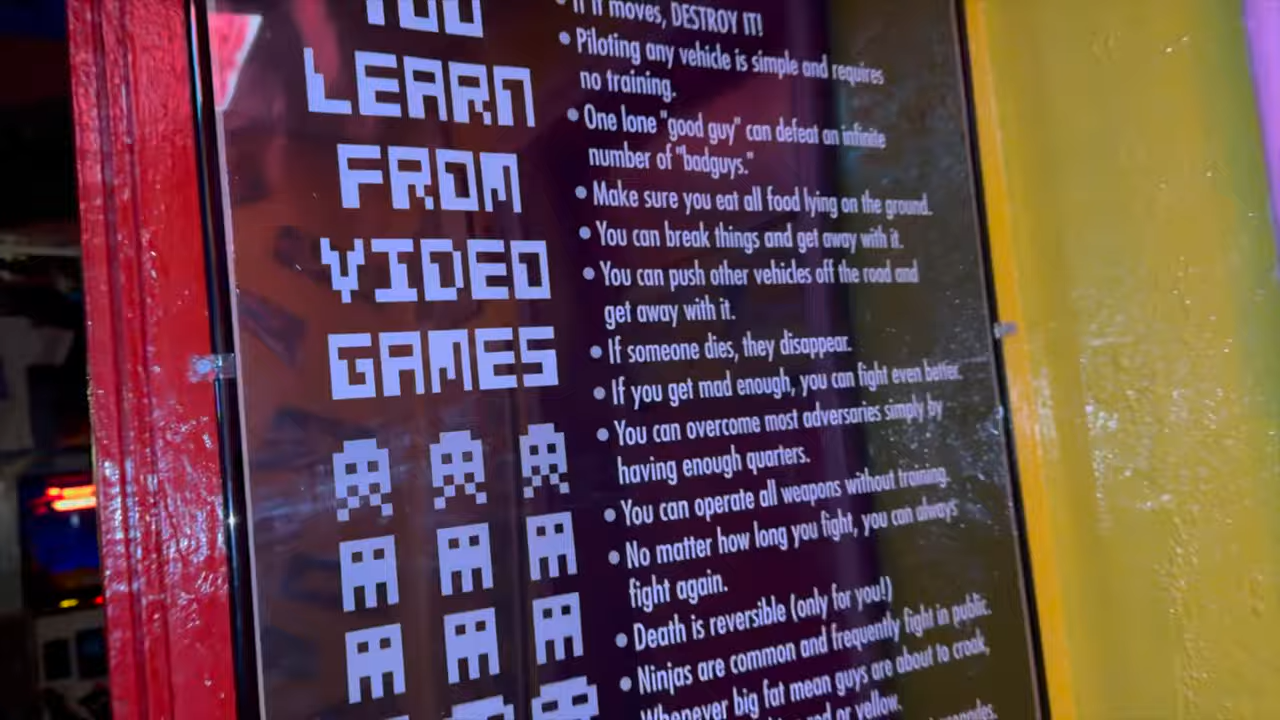 YOU
LEARN
FROM
VIDEO
GAMES
• If it moves, DESTROY IT!
• Piloting any vehicle is simple and requires
no training.
• One lone "good guy" can defeat an infinite
number of "badguys."
• Make sure you eat all food lying on the ground.
• You can break things and get away with it.
• You can push other vehicles off the road and
get away with it.
• If someone dies, they disappear.
• If you get mad enough, you can fight even better.
• You can overcome most adversaries simply by
having enough quarters.
• You can operate all weapons without training.
• No matter how long you fight, you can always
fight again.
• Death is reversible (only for you!)
• Ninjas are common and frequently fight in public.
Whenever big fat mean guys are about to croak,
red or yellow.